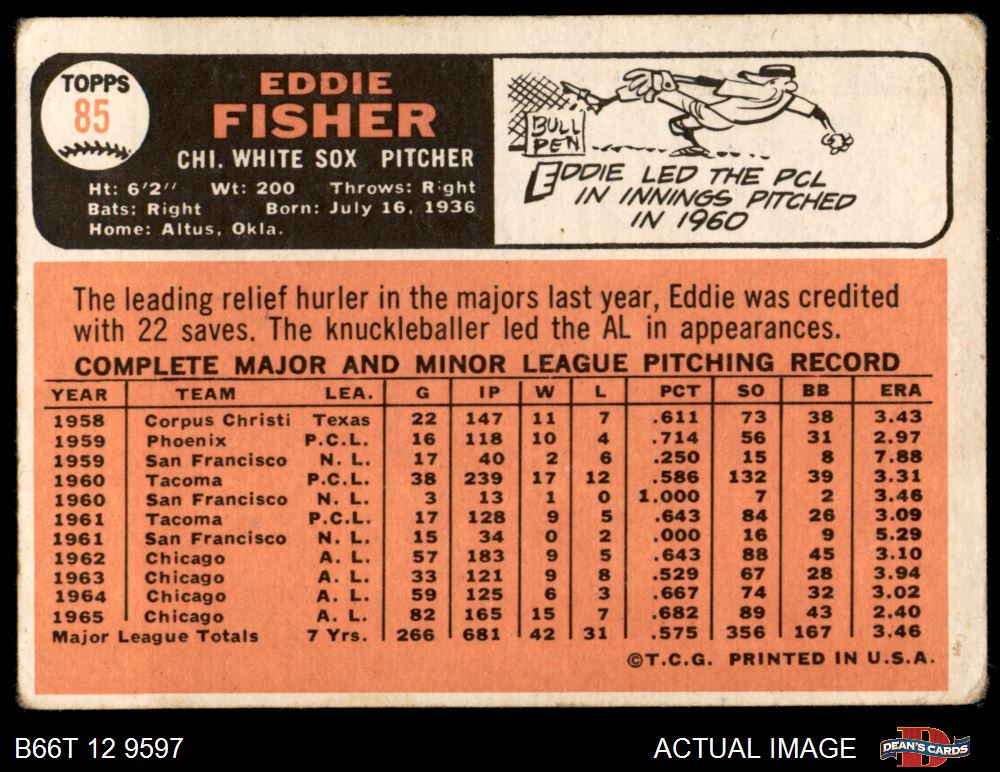 TOPPS
85
EDDIE
FISHER
CHI. WHITE SOX PITCHER
Ht: 6'2" Wt: 200 Throws: Right
Bats: Right Born: July 16, 1936
Home: Altus, Okla.
BULL
PEN
EDDIE LED THE PCL
IN INNINGS PITCHED
IN 1960
The leading relief hurler in the majors last year, Eddie was credited
with 22 saves. The knuckleballer led the AL in appearances.
COMPLETE MAJOR AND MINOR LEAGUE PITCHING RECORD
YEAR TEAM LEA. G IP W L PCT SO BB ERA
1958 Corpus Christi Texas 22 147 11 7 .611 73 38 3.43
1959 Phoenix P.C.L. 16 118 10 4 .714 56 31 2.97
1959 San Francisco N. L. 17 40 2 6 .250 15 8 7.88
1960 Tacoma P.C.L. 38 239 17 12 .586 132 39 3.31
1960 San Francisco N. L. 3 13 1 0 1.000 7 2 3.46
1961 Tacoma P.C.L. 17 128 9 5 .643 84 26 3.09
1961 San Francisco N. L. 15 34 0 2 .000 16 9 5.29
1962 Chicago A. L. 57 183 9 5 .643 88 45 3.10
1963 Chicago A. L. 33 121 9 8 .529 67 28 3.94
1964 Chicago A. L. 59 125 6 3 .667 74 32 3.02
1965 Chicago A. L. 82 165 15 7 .682 89 43 2.40
Major League Totals 7 Yrs. 266 681 42 31 .575 356 167 3.46
©T.C.G. PRINTED IN U.S.A.
B66T 12 9597
ACTUAL IMAGE
D
DEAN'S CARDS